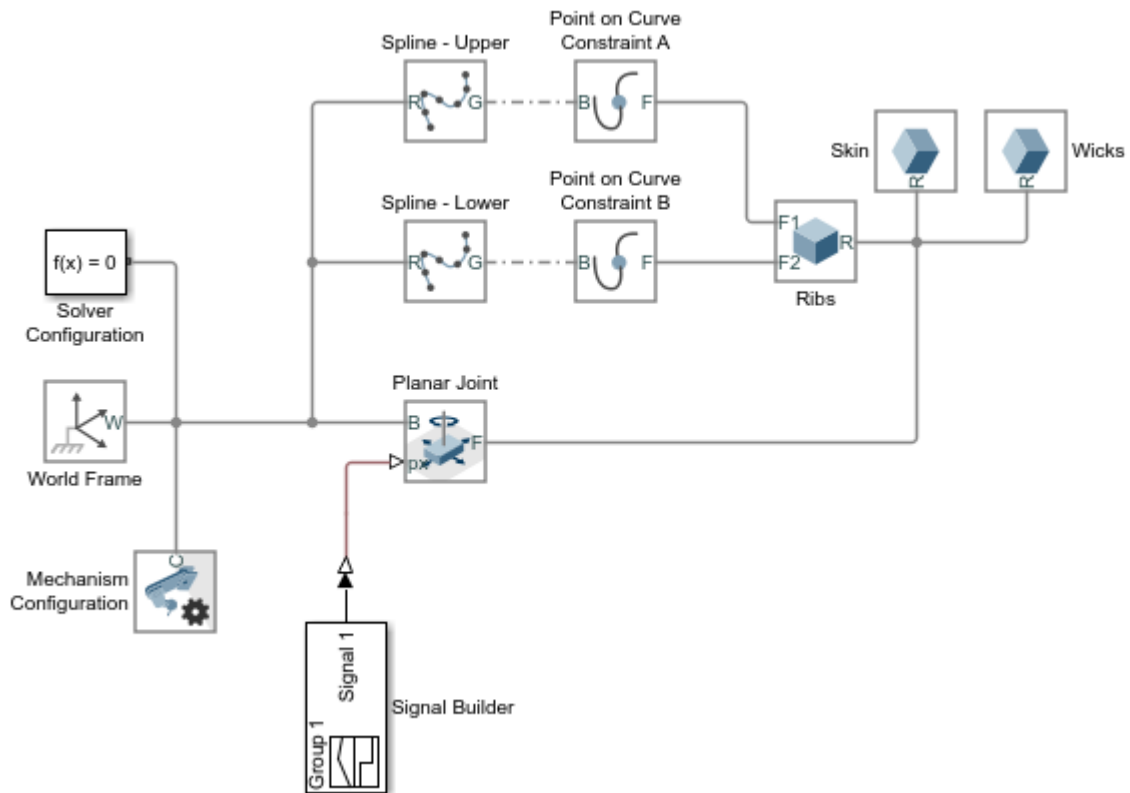 Point on Curve
Constraint A
Spline - Upper
R
G
B
F
Skin
R
Wicks
R
Point on Curve
Constraint B
Spline - Lower
R
G
B
F
F1
F2
R
Ribs
f(x) = 0
Solver
Configuration
Planar Joint
B
F
px
W
World Frame
C
Mechanism
Configuration
Signal 1
Group 1
Signal Builder